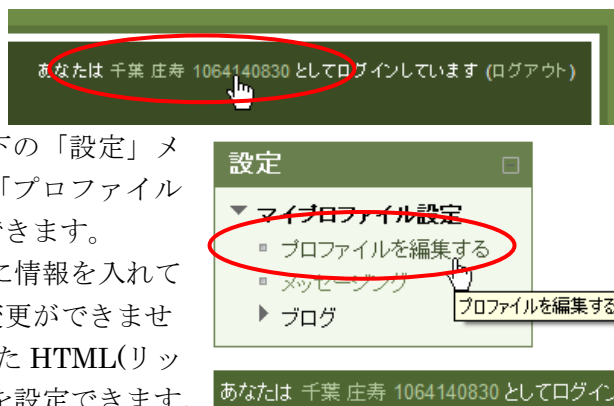 あなたは 千葉 庄寿 1064140830 としてログインしています (ログアウト)
下の「設定」メ
「プロファイル
できます。
に情報を入れて
変更ができませ
た HTML(リッ
を設定できます
設定
マイプロファイル設定
プロファイルを編集する
メッセージング
ブログ
プロファイルを編集する
あなたは 千葉 庄寿 1064140830 としてログイン